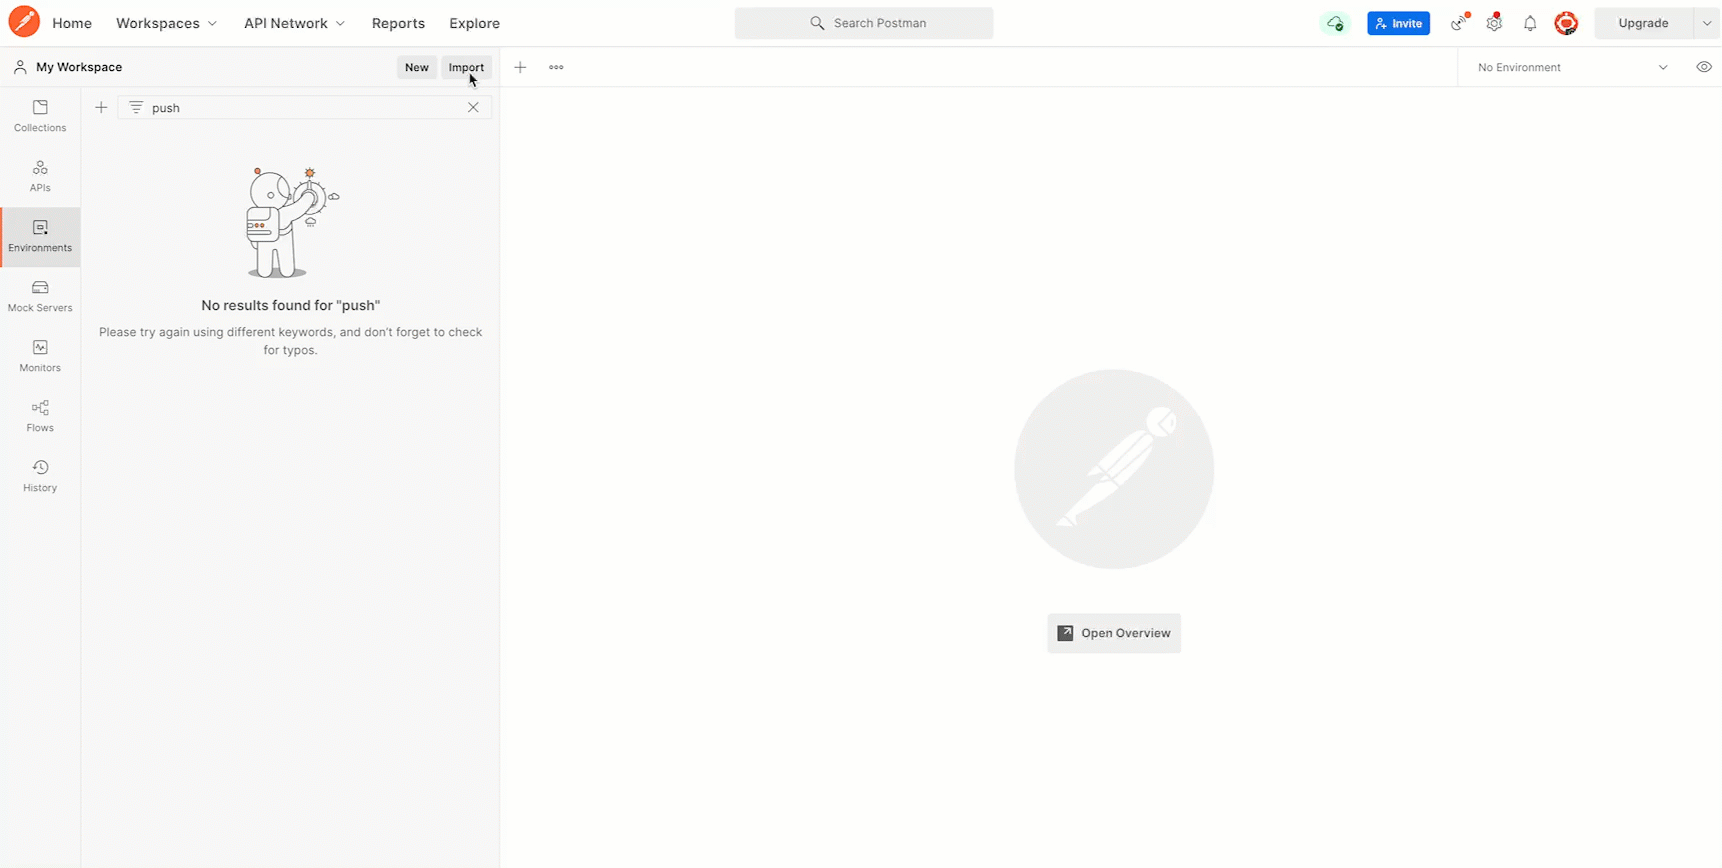 Home Workspaces API Network Reports Explore Search Postman Invite Upgrade
My Workspace New Import No Environment
push
Collections
APIs
Environments
Mock Servers
Monitors
Flows
History
No results found for "push"
Please try again using different keywords, and don't forget to check
for typos.
Open Overview